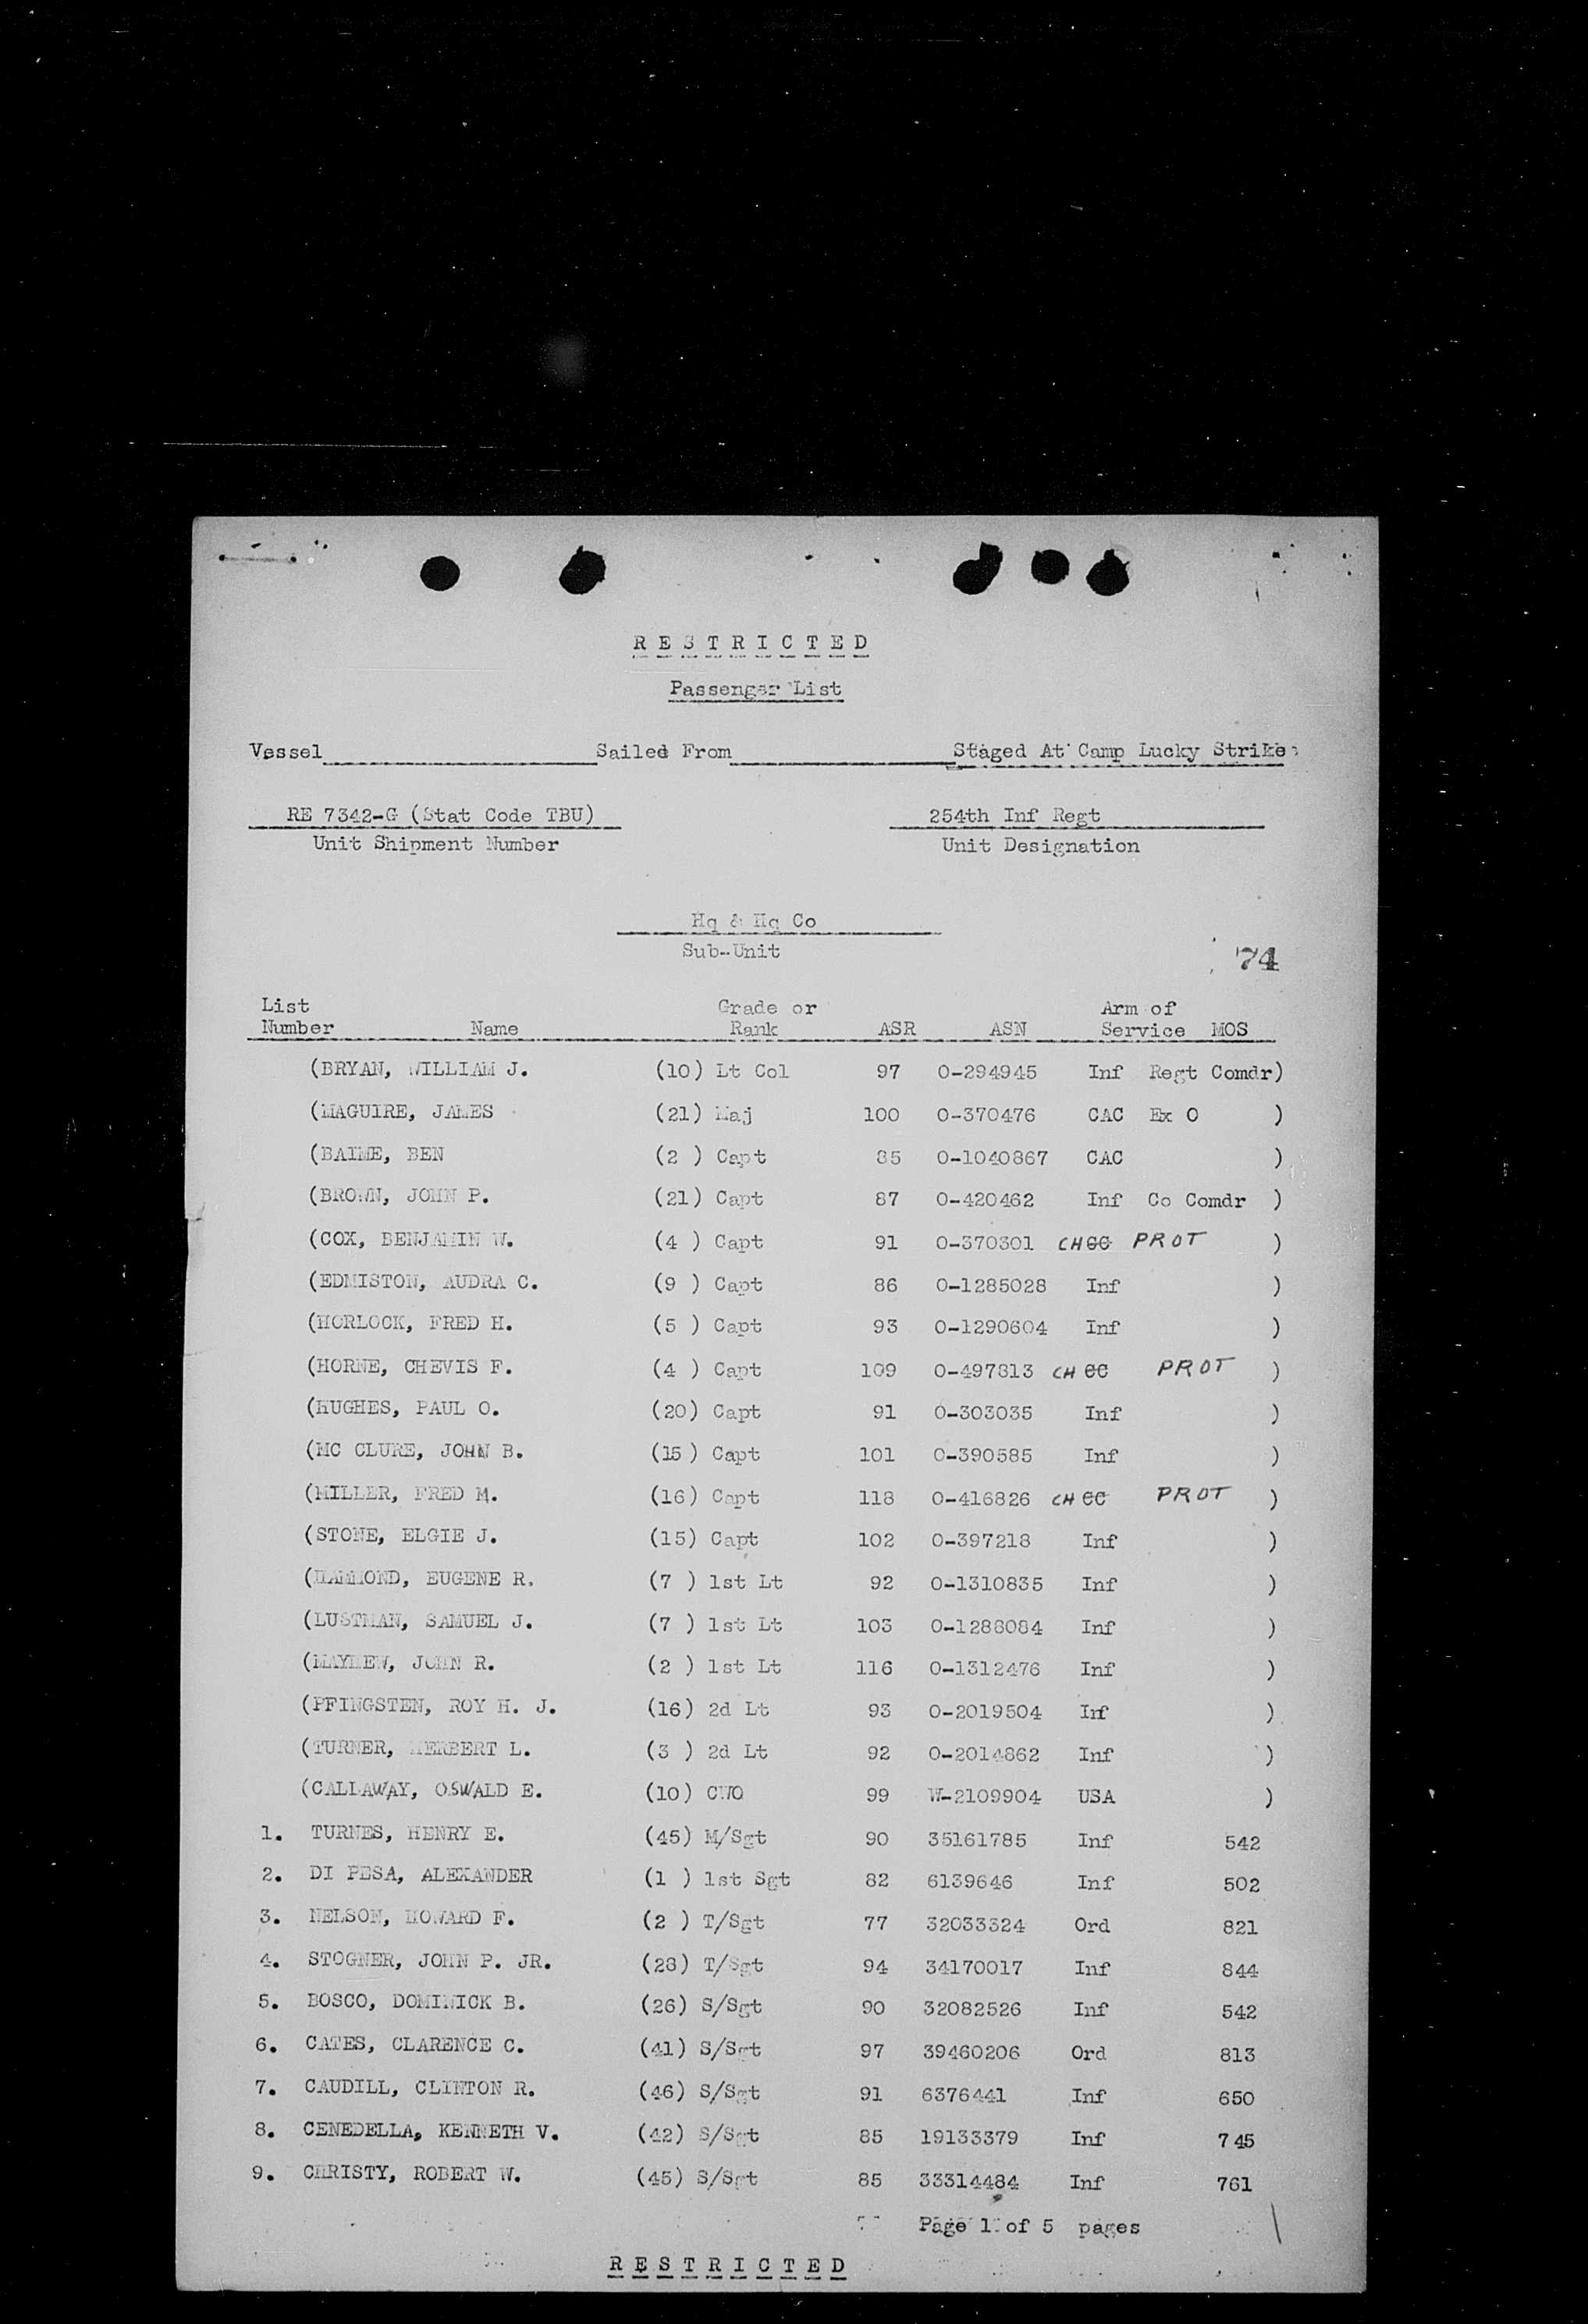 RESTRICTED
Passenger List
Vessel Sailed From Staged At Camp Lucky Strike
RE 7342-G (Stat Code TBU) 254th Inf Regt
Unit Shipment Number Unit Designation
Hq & Hq Co
Sub-Unit
74
List Grade or Arm of
Number Name Rank ASR ASN Service MOS
(BRYAN, WILLIAM J. (10) Lt Col 97 0-294945 Inf Regt Comdr)
(MAGUIRE, JAMES (21) Maj 100 0-370476 CAC Ex O )
(BAIME, BEN (2 ) Capt 85 0-1040867 CAC )
(BROWN, JOHN P. (21) Capt 87 0-420462 Inf Co Comdr )
(COX, BENJAMIN W. (4 ) Capt 91 0-370301 CH PROT )
(EDMISTON, AUDRA C. (9 ) Capt 86 0-1285028 Inf )
(HORLOCK, FRED H. (5 ) Capt 93 0-1290604 Inf )
(HORNE, CHEVIS F. (4 ) Capt 109 0-497813 CH CC PROT )
(HUGHES, PAUL O. (20) Capt 91 0-303035 Inf )
(MC CLURE, JOHN B. (15 ) Capt 101 0-390585 Inf )
(MILLER, FRED M. (16) Capt 118 0-416826 CH CC PROT )
(STONE, ELGIE J. (15) Capt 102 0-397218 Inf )
(HAMMOND, EUGENE R. (7 ) 1st Lt 92 0-1310835 Inf )
(LUSTMAN, SAMUEL J. (7 ) 1st Lt 103 0-1288084 Inf )
(MAYHEW, JOHN R. (2 ) 1st Lt 116 0-1312476 Inf )
(PFINGSTEN, ROY H. J. (16) 2d Lt 93 0-2019504 Inf )
(TURNER, HERBERT L. (3 ) 2d Lt 92 0-2014862 Inf )
(CALLAWAY, OSWALD E. (10) CWO 99 W-2109904 USA )
1. TURNES, HENRY E. (45) M/Sgt 90 35161785 Inf 542
2. DI PESA, ALEXANDER (1 ) 1st Sgt 82 6139646 Inf 502
3. NELSON, HOWARD F. (2 ) T/Sgt 77 32033324 Ord 821
4. STOGNER, JOHN P. JR. (28) T/Sgt 94 34170017 Inf 844
5. BOSCO, DOMINICK B. (26) S/Sgt 90 32082526 Inf 542
6. CATES, CLARENCE C. (41) S/Sgt 97 39460206 Ord 813
7. CAUDILL, CLINTON R. (46) S/Sgt 91 6376441 Inf 650
8. CENEDELLA, KENNETH V. (42) S/Sgt 85 19133379 Inf 745
9. CHRISTY, ROBERT W. (45) S/Sgt 85 33314484 Inf 761
Page 1 of 5 pages
RESTRICTED